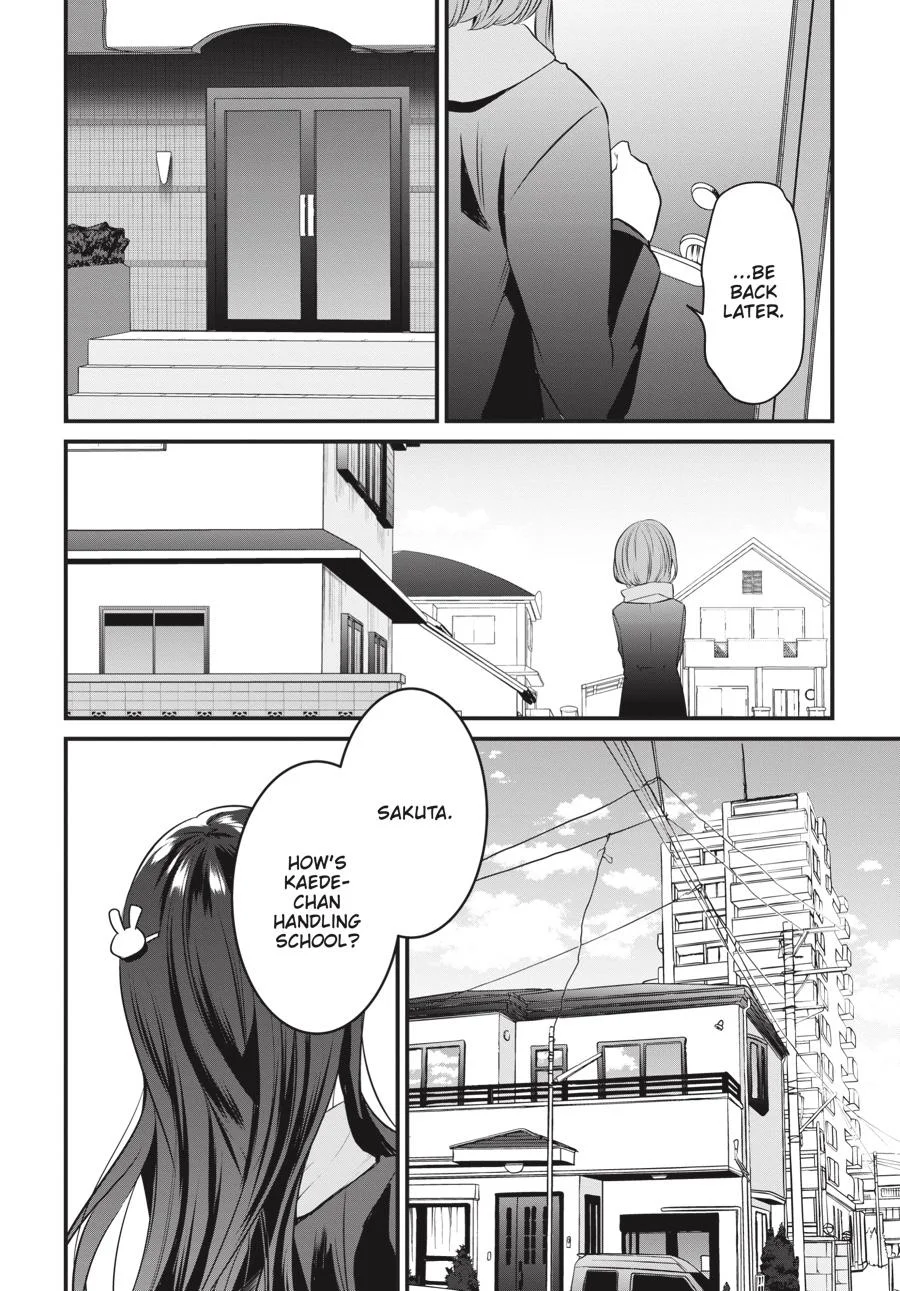 ...BE
BACK
LATER.
SAKUTA.
HOW'S
KAEDE-
CHAN
HANDLING
SCHOOL?